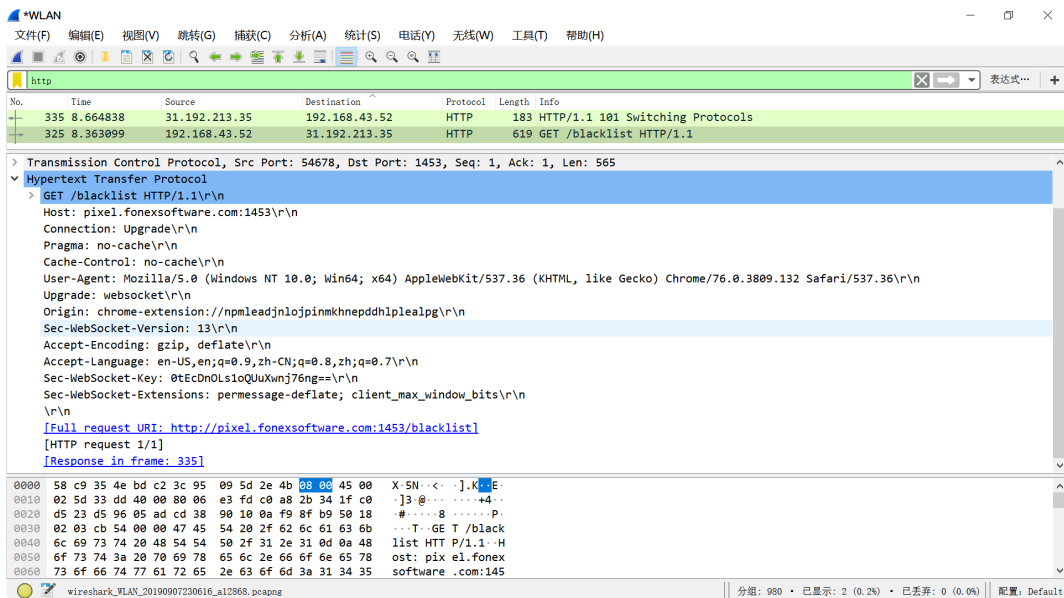 *WLAN
文件(F) 编辑(E) 视图(V) 跳转(G) 捕获(C) 分析(A) 统计(S) 电话(Y) 无线(W) 工具(T) 帮助(H)
http 表达式…
No. Time Source Destination Protocol Length Info
335 8.664838 31.192.213.35 192.168.43.52 HTTP 183 HTTP/1.1 101 Switching Protocols
325 8.363099 192.168.43.52 31.192.213.35 HTTP 619 GET /blacklist HTTP/1.1
Transmission Control Protocol, Src Port: 54678, Dst Port: 1453, Seq: 1, Ack: 1, Len: 565
Hypertext Transfer Protocol
GET /blacklist HTTP/1.1\r\n
Host: pixel.fonexsoftware.com:1453\r\n
Connection: Upgrade\r\n
Pragma: no-cache\r\n
Cache-Control: no-cache\r\n
User-Agent: Mozilla/5.0 (Windows NT 10.0; Win64; x64) AppleWebKit/537.36 (KHTML, like Gecko) Chrome/76.0.3809.132 Safari/537.36\r\n
Upgrade: websocket\r\n
Origin: chrome-extension://npmleadjnlojpinmkhnepddhlplealpg\r\n
Sec-WebSocket-Version: 13\r\n
Accept-Encoding: gzip, deflate\r\n
Accept-Language: en-US,en;q=0.9,zh-CN;q=0.8,zh;q=0.7\r\n
Sec-WebSocket-Key: 0tEcDnOLs1oQUuXwnj76ng==\r\n
Sec-WebSocket-Extensions: permessage-deflate; client_max_window_bits\r\n
\r\n
[Full request URI: http://pixel.fonexsoftware.com:1453/blacklist]
[HTTP request 1/1]
[Response in frame: 335]
0000 58 c9 35 4e bd c2 3c 95 09 5d 2e 4b 08 00 45 00 X·5N··<· ·].K··E·
0010 02 5d 33 dd 40 00 80 06 e3 fd c0 a8 2b 34 1f c0 ·]3·@··· ····+4··
0020 d5 23 d5 96 05 ad cd 38 90 10 0a f9 8f b9 50 18 ·#·····8 ······P·
0030 02 03 cb 54 00 00 47 45 54 20 2f 62 6c 61 63 6b ···T··GE T /black
0040 6c 69 73 74 20 48 54 54 50 2f 31 2e 31 0d 0a 48 list HTT P/1.1··H
0050 6f 73 74 3a 20 70 69 78 65 6c 2e 66 6f 6e 65 78 ost: pix el.fonex
0060 73 6f 66 74 77 61 72 65 2e 63 6f 6d 3a 31 34 35 software .com:145
wireshark_WLAN_20190907230616_a12868.pcapng 分组: 980 · 已显示: 2 (0.2%) · 已丢弃: 0 (0.0%) 配置: Default